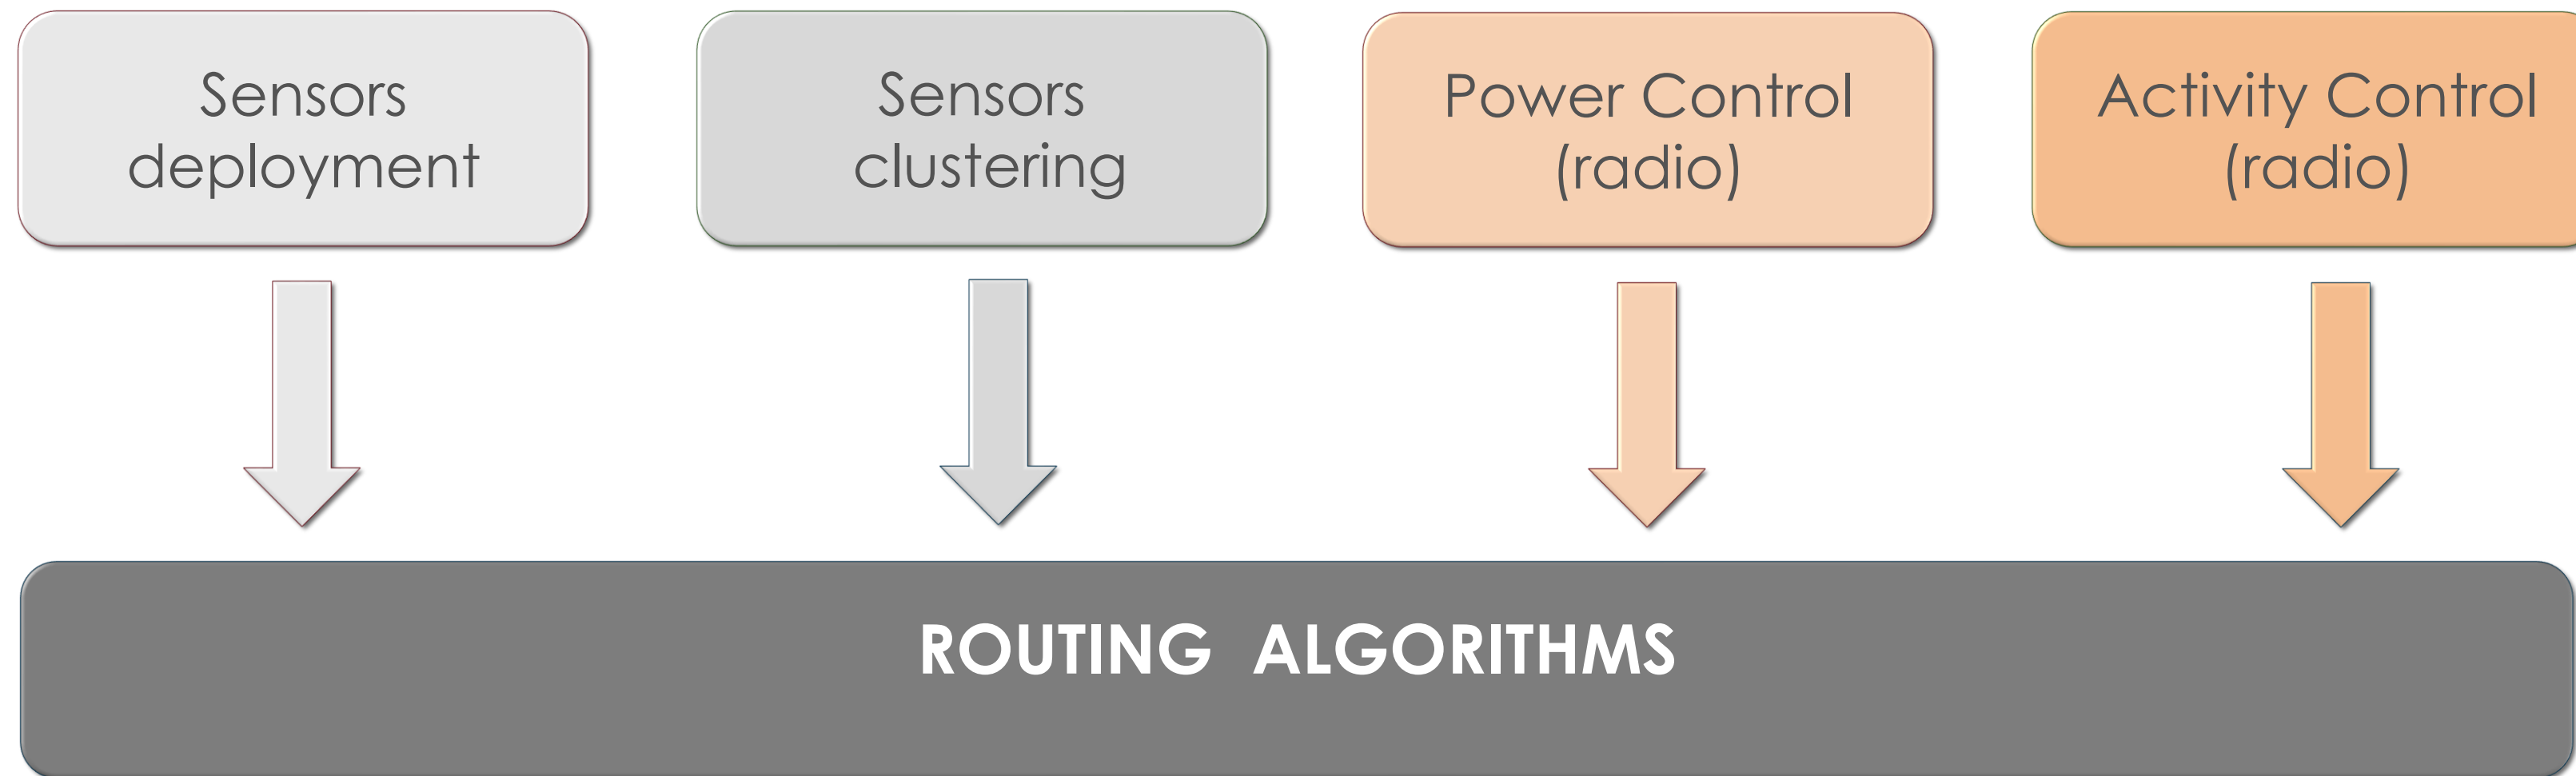 Sensors
deployment
Sensors
clustering
Power Control
(radio)
Activity Control
(radio)
ROUTING ALGORITHMS